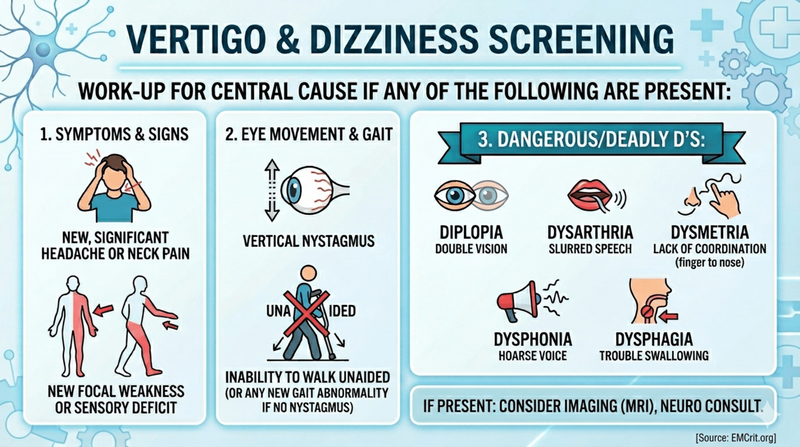 VERTIGO & DIZZINESS SCREENING
WORK-UP FOR CENTRAL CAUSE IF ANY OF THE FOLLOWING ARE PRESENT:
1. SYMPTOMS & SIGNS
NEW, SIGNIFICANT
HEADACHE OR NECK PAIN
NEW FOCAL WEAKNESS
OR SENSORY DEFICIT
2. EYE MOVEMENT & GAIT
VERTICAL NYSTAGMUS
UNA IDED
INABILITY TO WALK UNAIDED
(OR ANY NEW GAIT ABNORMALITY
IF NO NYSTAGMUS)
3. DANGEROUS/DEADLY D'S:
DIPLOPIA
DOUBLE VISION
DYSARTHRIA
SLURRED SPEECH
DYSMETRIA
LACK OF COORDINATION
(finger to nose)
DYSPHONIA
HOARSE VOICE
DYSPHAGIA
TROUBLE SWALLOWING
IF PRESENT: CONSIDER IMAGING (MRI), NEURO CONSULT.
[Source: EMCrit.org]